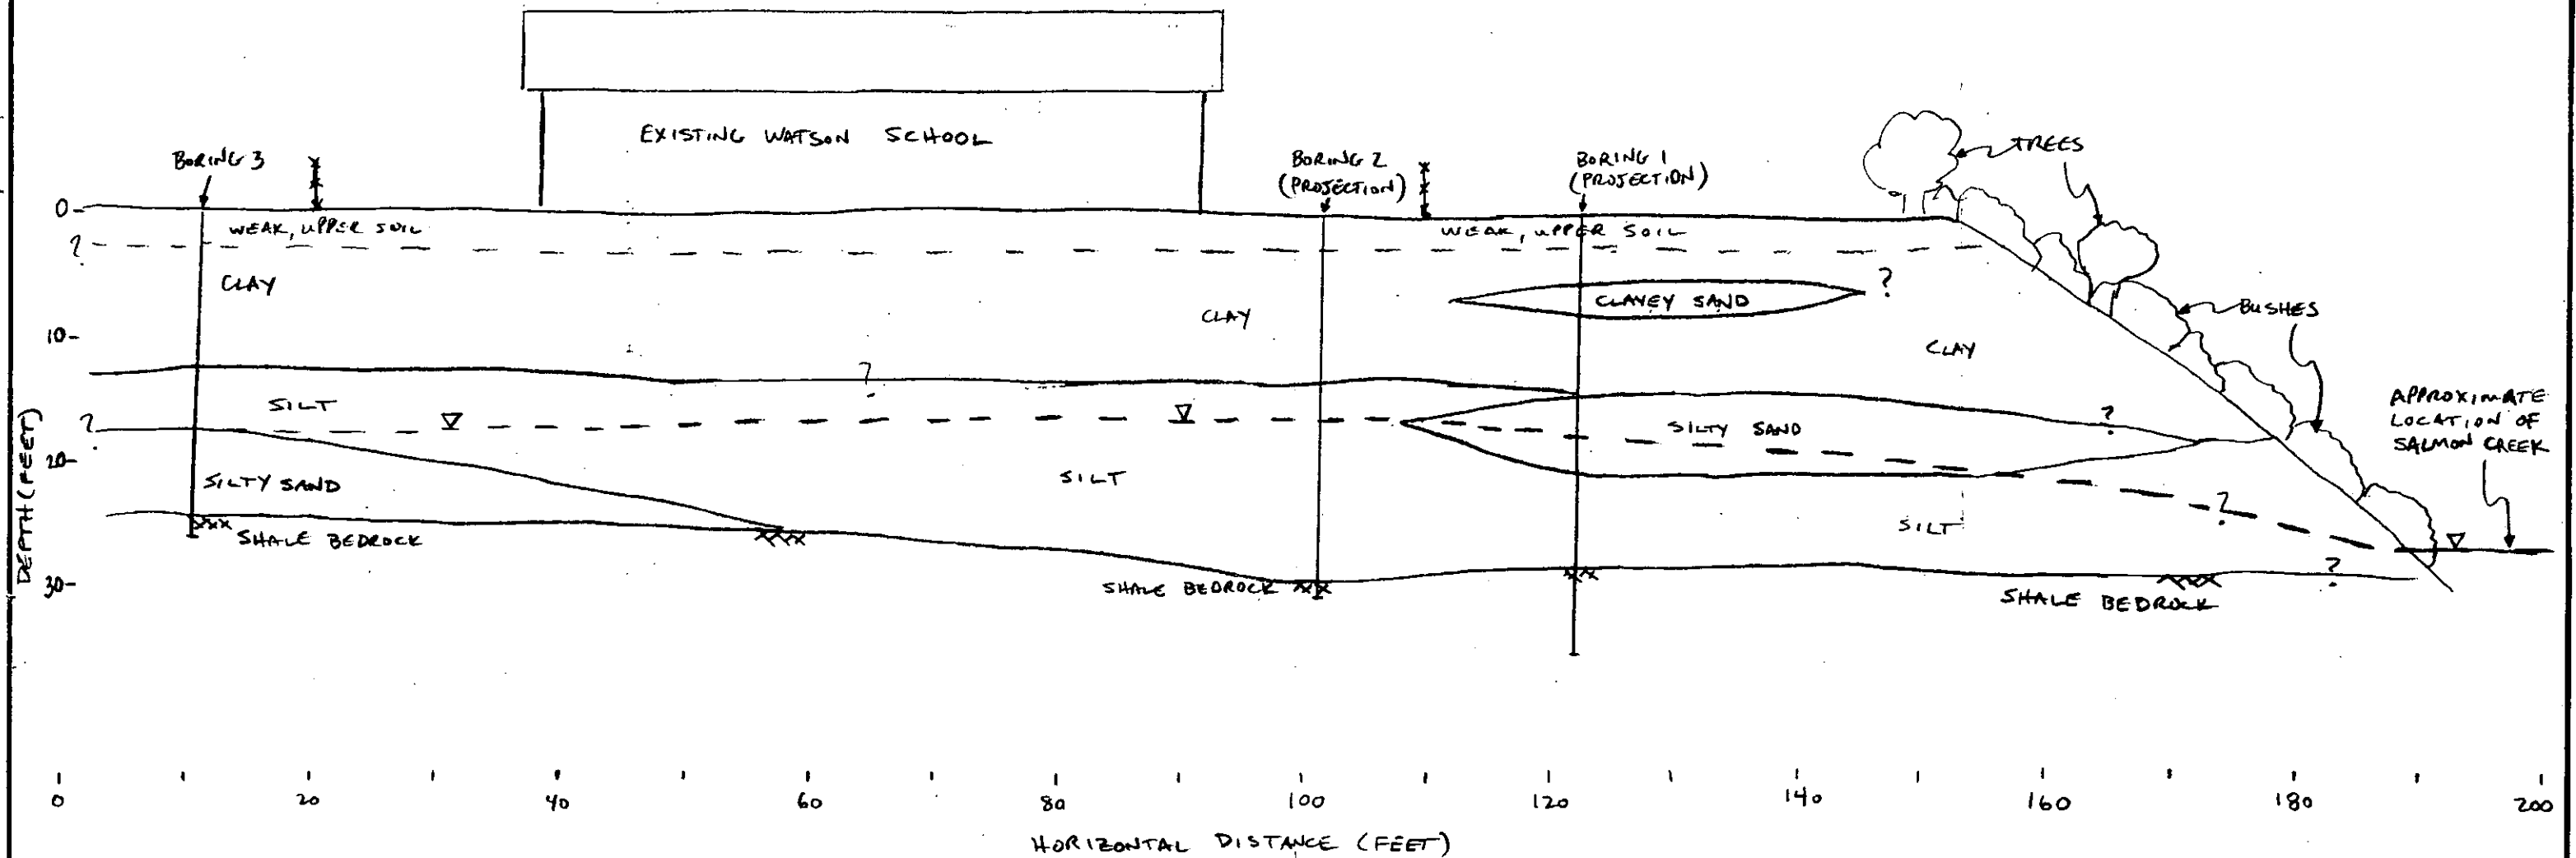 EXISTING WATSON SCHOOL
BORING 3
BORING 2
(PROJECTION)
BORING 1
(PROJECTION)
TREES
0-
WEAK, UPPER SOIL
WEAK, UPPER SOIL
?
CLAY
CLAYEY SAND
?
BUSHES
CLAY
10-
CLAY
?
SILT
APPROXIMATE
LOCATION OF
SALMON CREEK
?
SILTY SAND
?
20-
SILTY SAND
SILT
SILT
?
SHALE BEDROCK
?
30-
SHALE BEDROCK
SHALE BEDROCK
DEPTH (FEET)
0 20 40 60 80 100 120 140 160 180 200
HORIZONTAL DISTANCE (FEET)